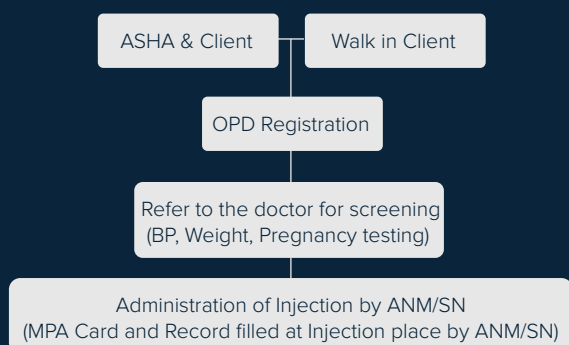 ASHA & Client
Walk in Client
OPD Registration
Refer to the doctor for screening
(BP, Weight, Pregnancy testing)
Administration of Injection by ANM/SN
(MPA Card and Record filled at Injection place by ANM/SN)